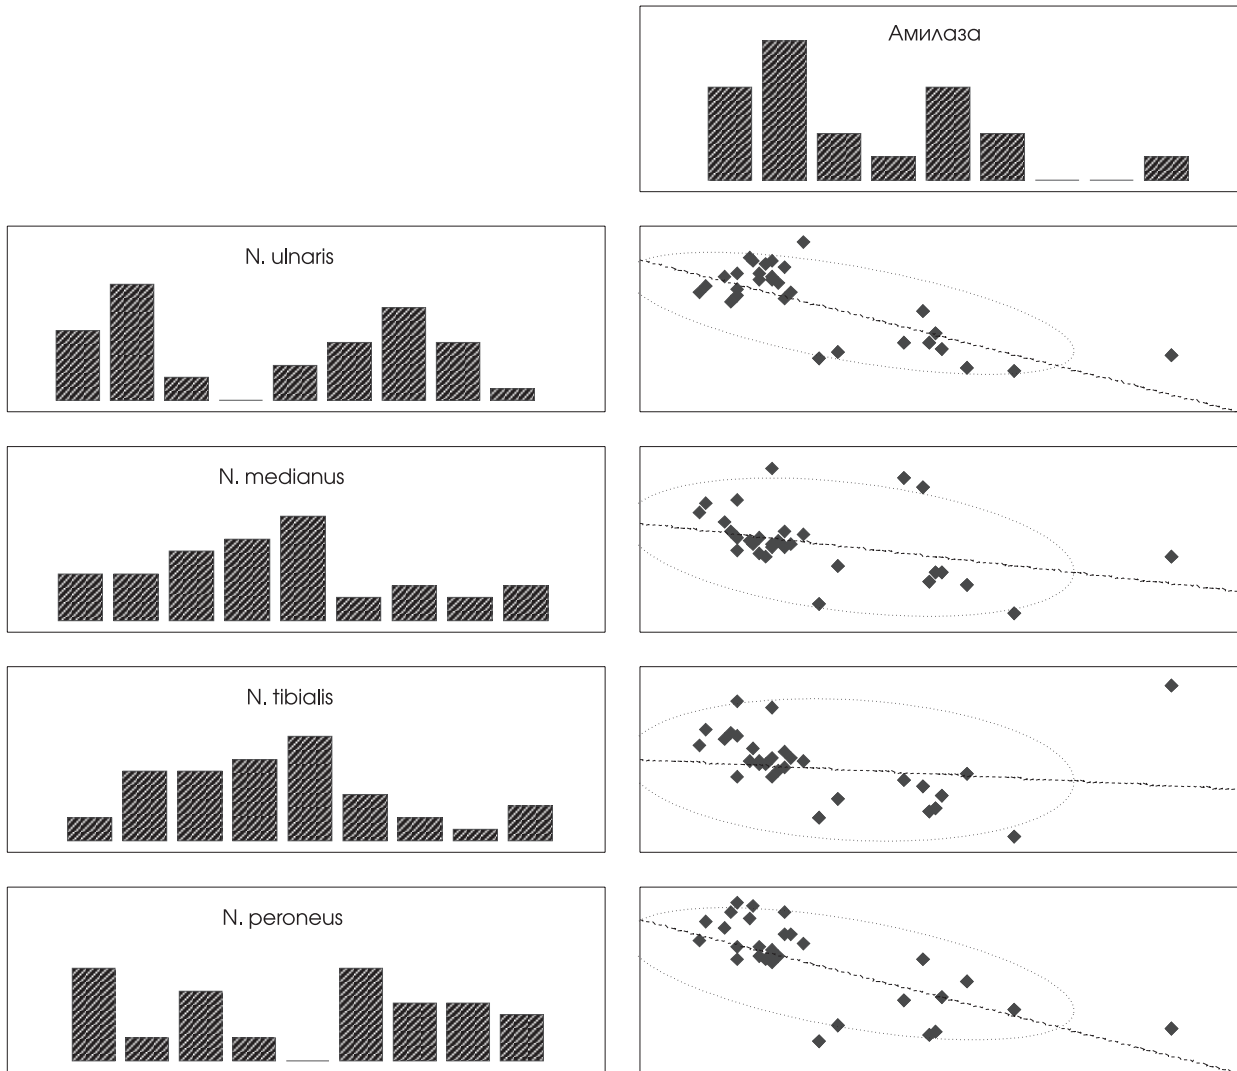 Амилаза
N. ulnaris
N. medianus
N. tibialis
N. peroneus